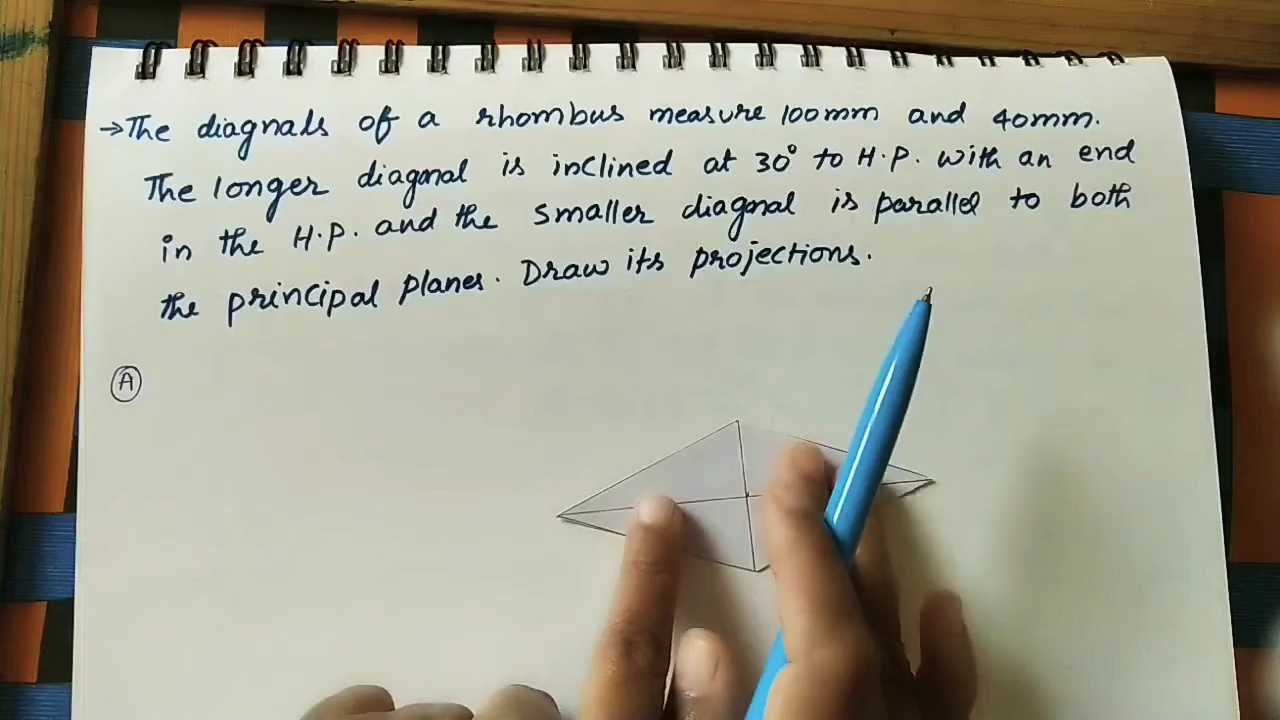 →The diagnals of a rhombus measure 100mm and 40mm.
The longer diagonal is inclined at 30° to H.P. with an end
in the H.P. and the smaller diagonal is parallel to both
the principal planes. Draw its projections.
A